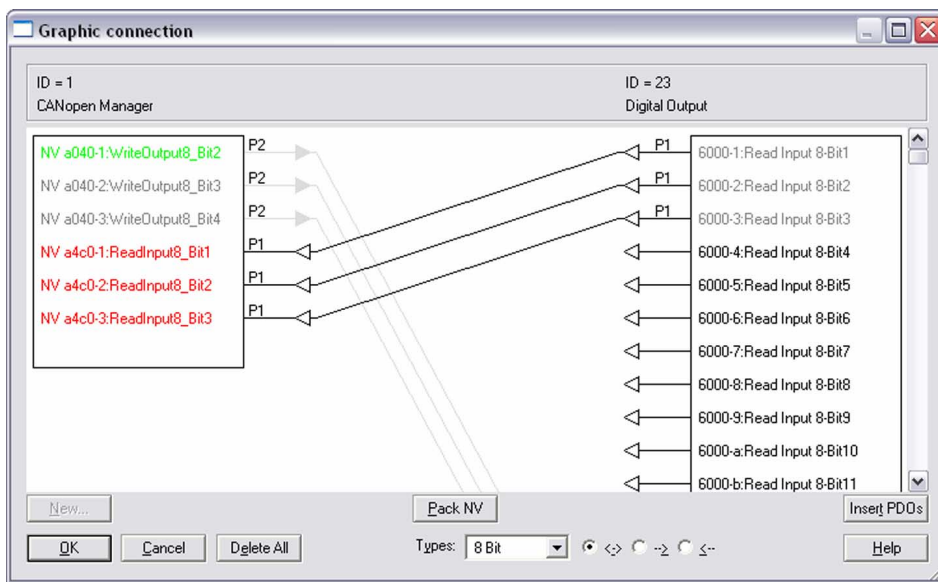 Graphic connection
ID = 1
CANopen Manager
ID = 23
Digital Output
NV a040-1:WriteOutput8_Bit2
P2
NV a040-2:WriteOutput8_Bit3
P2
NV a040-3:WriteOutput8_Bit4
P2
NV a4c0-1:ReadInput8_Bit1
P1
NV a4c0-2:ReadInput8_Bit2
P1
NV a4c0-3:ReadInput8_Bit3
P1
P1
6000-1:Read Input 8-Bit1
P1
6000-2:Read Input 8-Bit2
P1
6000-3:Read Input 8-Bit3
6000-4:Read Input 8-Bit4
6000-5:Read Input 8-Bit5
6000-6:Read Input 8-Bit6
6000-7:Read Input 8-Bit7
6000-8:Read Input 8-Bit8
6000-9:Read Input 8-Bit9
6000-a:Read Input 8-Bit10
6000-b:Read Input 8-Bit11
New...
Pack NV
Insert PDOs
OK
Cancel
Delete All
Types:
8 Bit
<->
-->
<--
Help